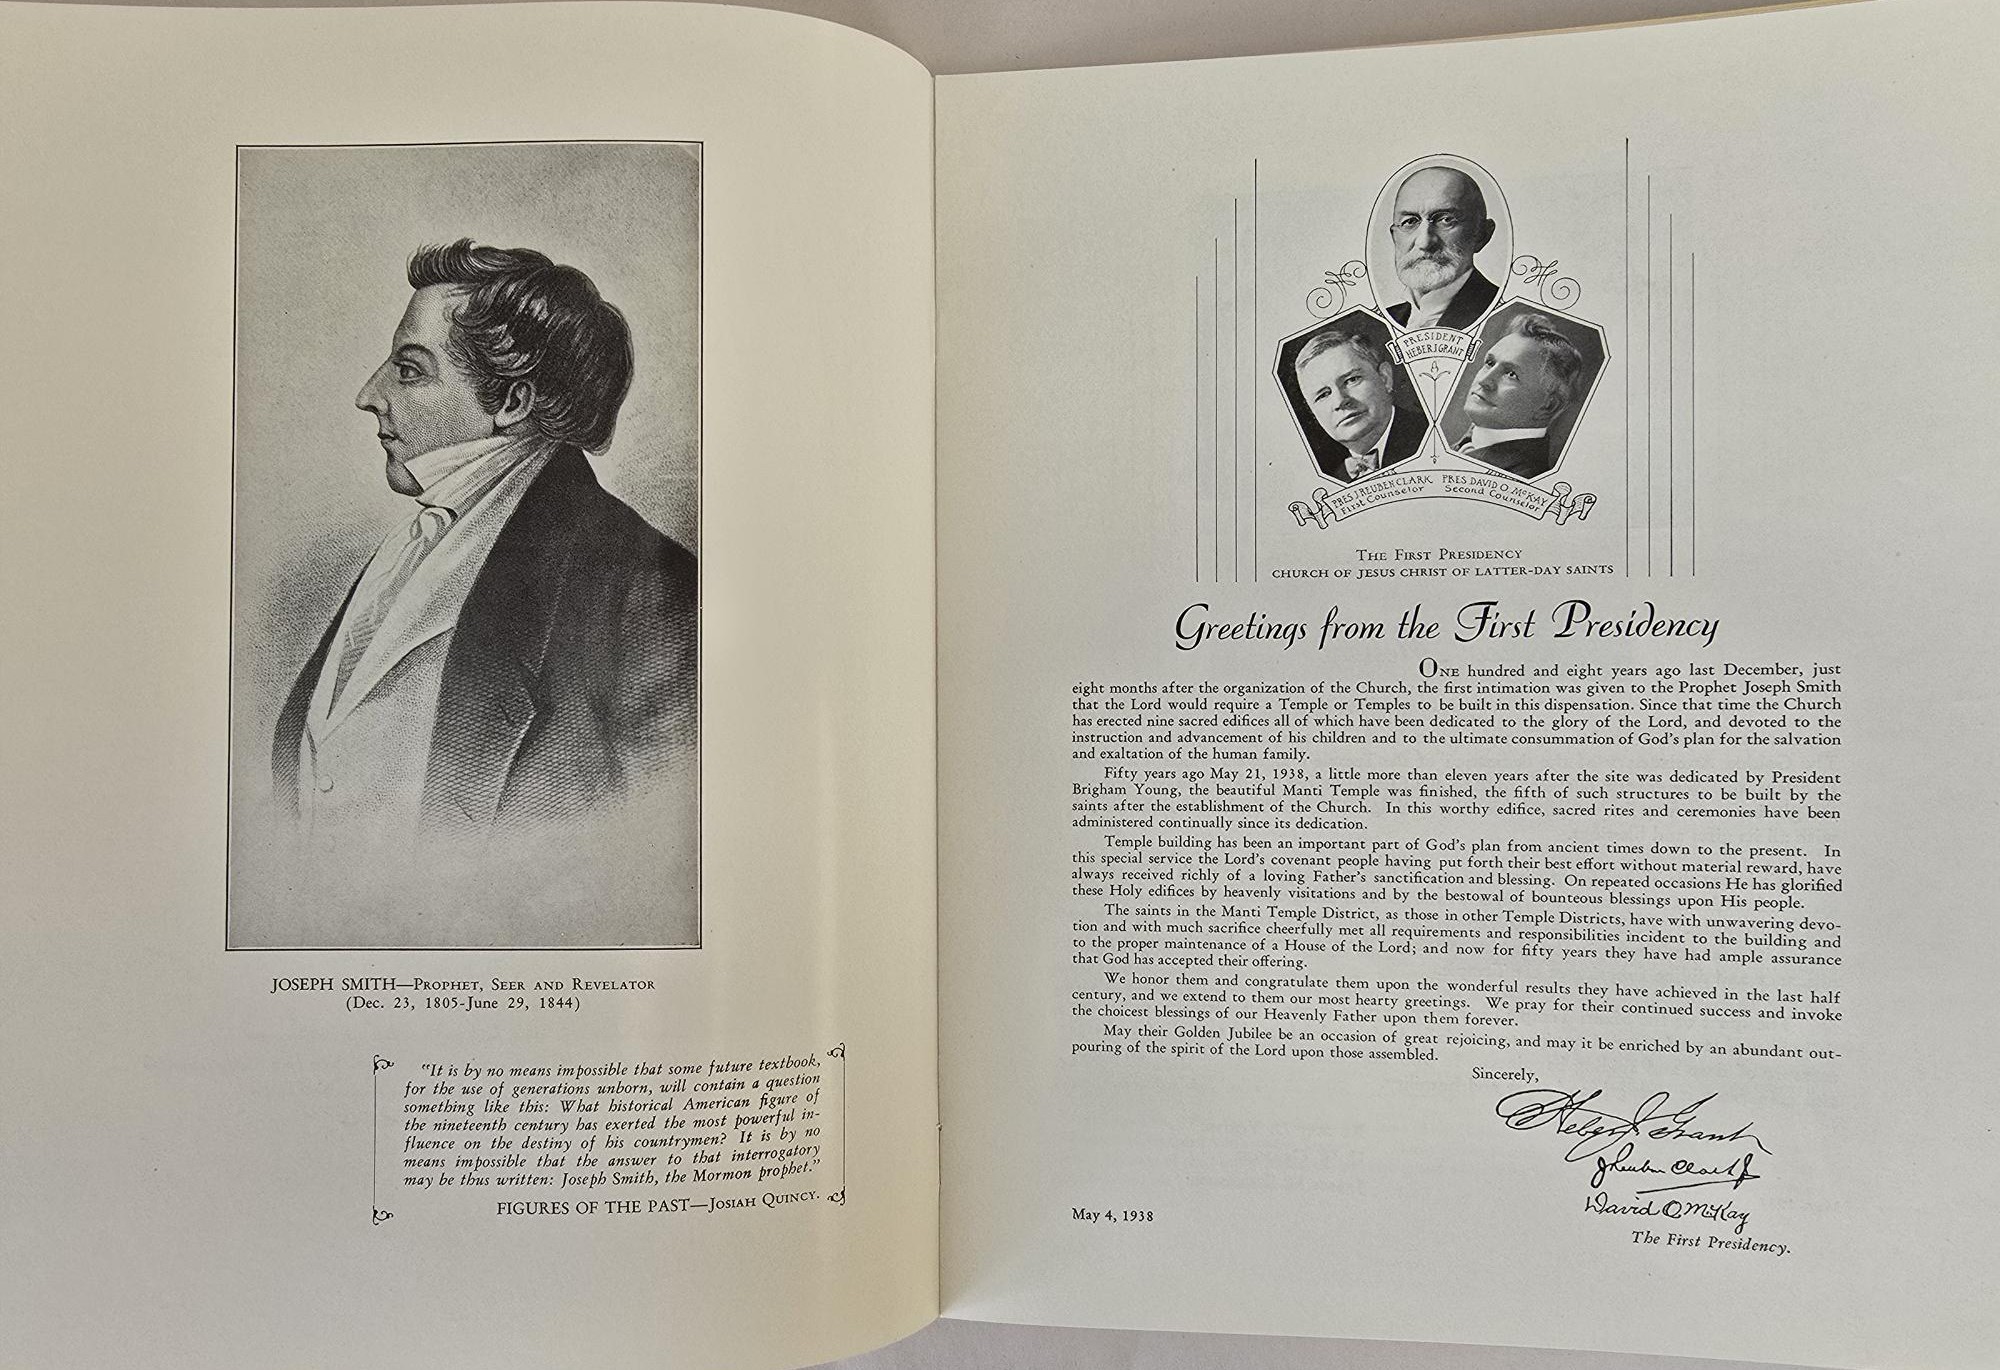 JOSEPH SMITH—Prophet, Seer and Revelator
(Dec. 23, 1805-June 29, 1844)
"It is by no means impossible that some future textbook,
for the use of generations unborn, will contain a question
something like this: What historical American figure of
the nineteenth century has exerted the most powerful in-
fluence on the destiny of his countrymen? It is by no
means impossible that the answer to that interrogatory
may be thus written: Joseph Smith, the Mormon prophet."
FIGURES OF THE PAST—Josiah Quincy.
PRESIDENT
HEBER J GRANT
PRES J REUBEN CLARK
First Counselor
PRES DAVID O. McKAY
Second Counselor
The First Presidency
CHURCH OF JESUS CHRIST OF LATTER-DAY SAINTS
Greetings from the First Presidency
One hundred and eight years ago last December, just
eight months after the organization of the Church, the first intimation was given to the Prophet Joseph Smith
that the Lord would require a Temple or Temples to be built in this dispensation. Since that time the Church
has erected nine sacred edifices all of which have been dedicated to the glory of the Lord, and devoted to the
instruction and advancement of his children and to the ultimate consummation of God's plan for the salvation
and exaltation of the human family.
Fifty years ago May 21, 1938, a little more than eleven years after the site was dedicated by President
Brigham Young, the beautiful Manti Temple was finished, the fifth of such structures to be built by the
saints after the establishment of the Church. In this worthy edifice, sacred rites and ceremonies have been
administered continually since its dedication.
Temple building has been an important part of God's plan from ancient times down to the present. In
this special service the Lord's covenant people having put forth their best effort without material reward, have
always received richly of a loving Father's sanctification and blessing. On repeated occasions He has glorified
these Holy edifices by heavenly visitations and by the bestowal of bounteous blessings upon His people.
The saints in the Manti Temple District, as those in other Temple Districts, have with unwavering devo-
tion and with much sacrifice cheerfully met all requirements and responsibilities incident to the building and
to the proper maintenance of a House of the Lord; and now for fifty years they have had ample assurance
that God has accepted their offering.
We honor them and congratulate them upon the wonderful results they have achieved in the last half
century, and we extend to them our most hearty greetings. We pray for their continued success and invoke
the choicest blessings of our Heavenly Father upon them forever.
May their Golden Jubilee be an occasion of great rejoicing, and may it be enriched by an abundant out-
pouring of the spirit of the Lord upon those assembled.
Sincerely,
Heber J. Grant
J Reuben Clark Jr
David O. McKay
The First Presidency.
May 4, 1938